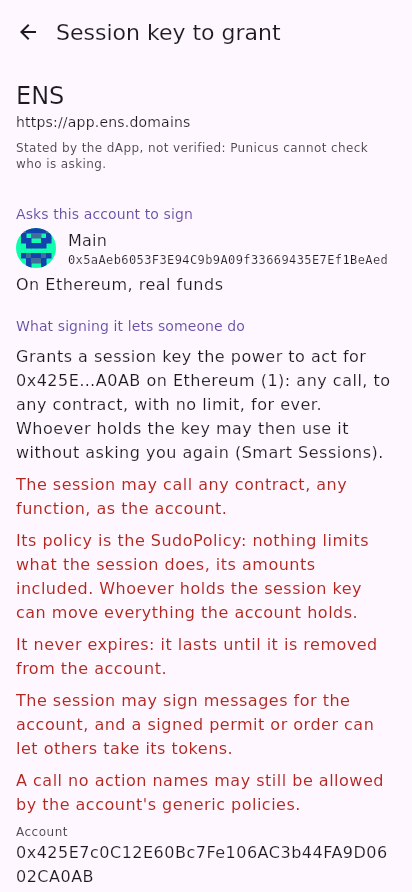 Session key to grant
ENS
https://app.ens.domains
Stated by the dApp, not verified: Punicus cannot check
who is asking.
Asks this account to sign
Main
0x5aAeb6053F3E94C9b9A09f33669435E7Ef1BeAed
On Ethereum, real funds
What signing it lets someone do
Grants a session key the power to act for
0x425E…A0AB on Ethereum (1): any call, to
any contract, with no limit, for ever.
Whoever holds the key may then use it
without asking you again (Smart Sessions).
The session may call any contract, any
function, as the account.
Its policy is the SudoPolicy: nothing limits
what the session does, its amounts
included. Whoever holds the session key
can move everything the account holds.
It never expires: it lasts until it is removed
from the account.
The session may sign messages for the
account, and a signed permit or order can
let others take its tokens.
A call no action names may still be allowed
by the account's generic policies.
Account
0x425E7c0C12E60Bc7Fe106AC3b44FA9D06
02CA0AB